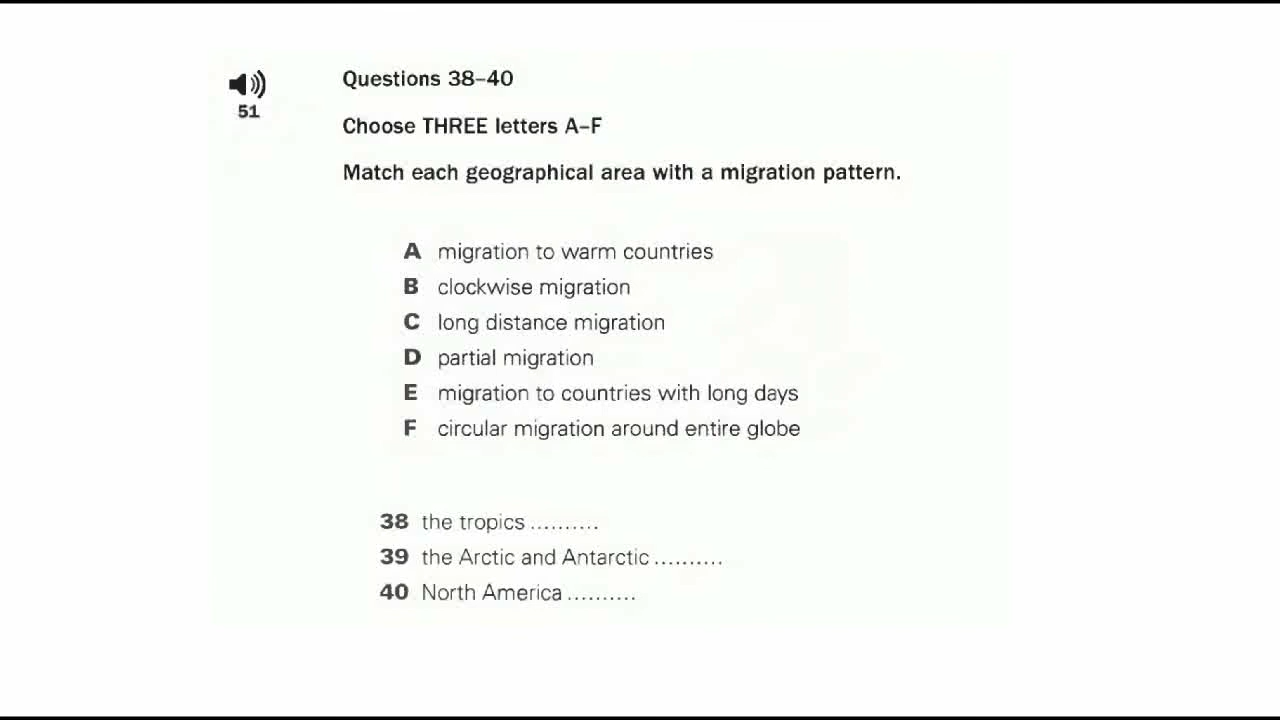 Questions 38–40
51
Choose THREE letters A–F
Match each geographical area with a migration pattern.
A migration to warm countries
B clockwise migration
C long distance migration
D partial migration
E migration to countries with long days
F circular migration around entire globe
38 the tropics ..........
39 the Arctic and Antarctic ..........
40 North America ..........